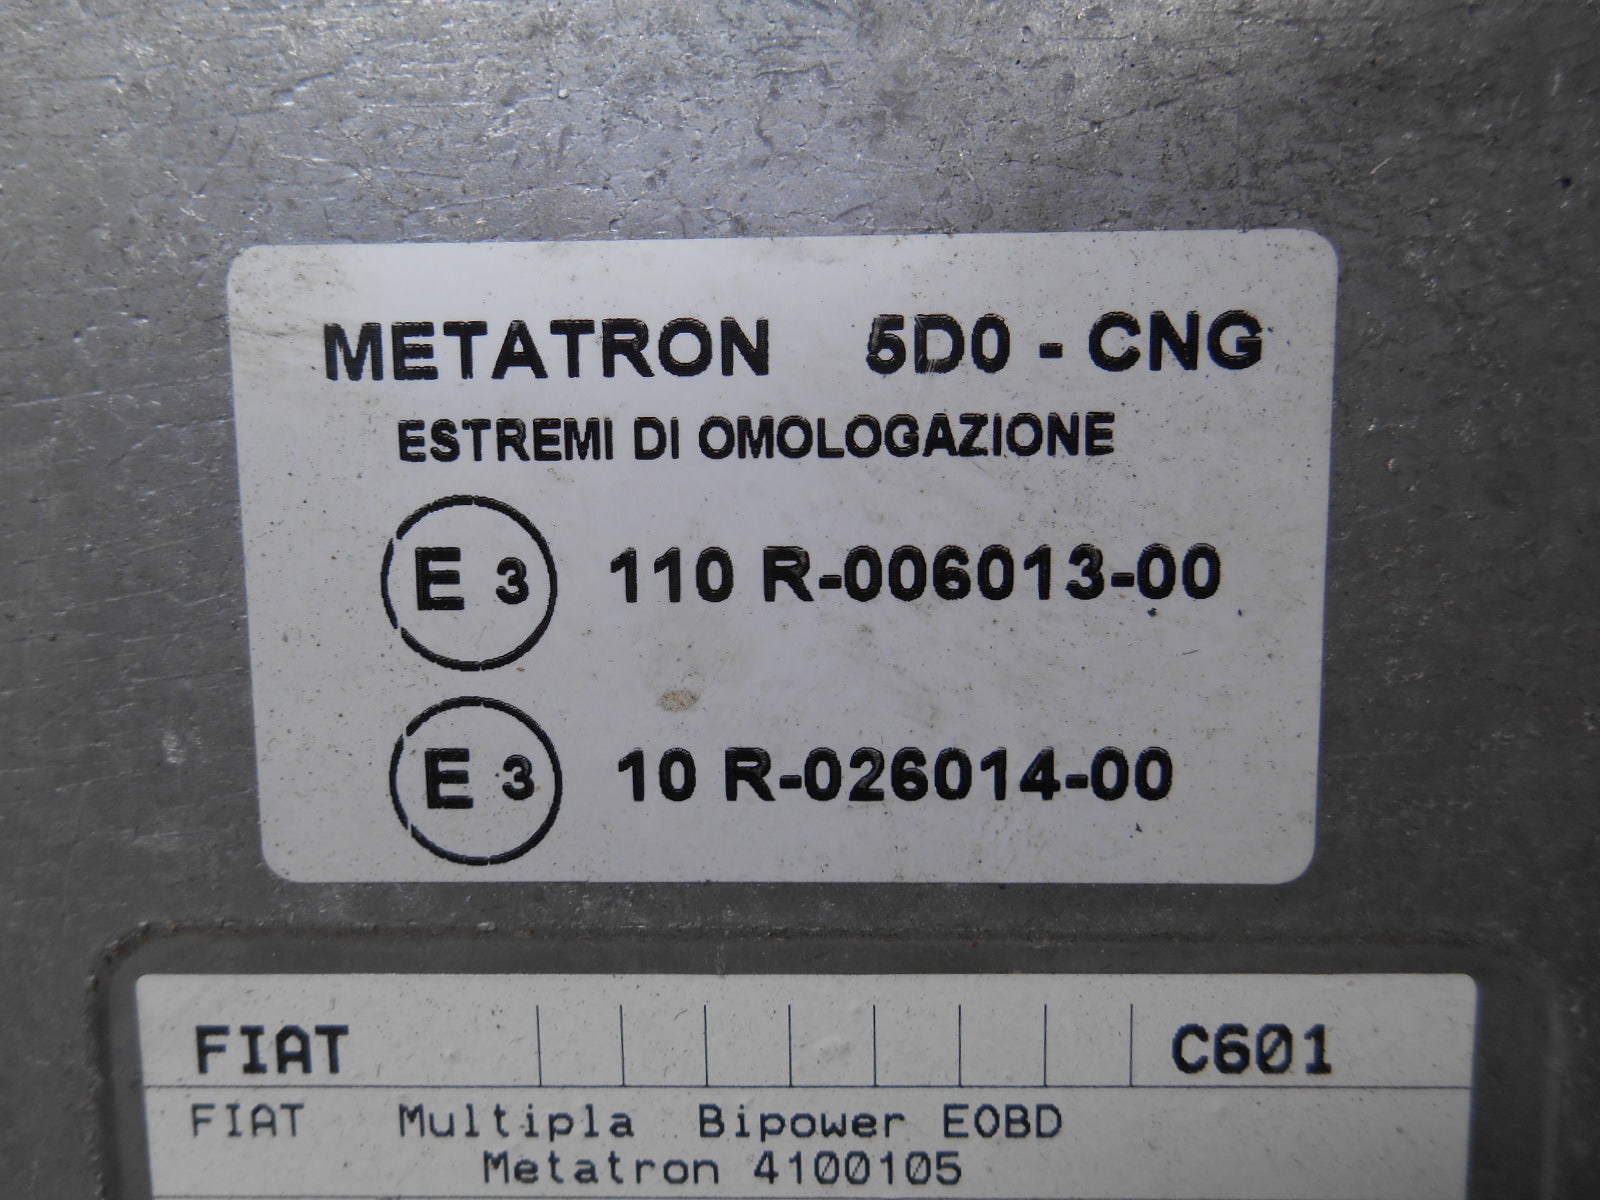 METATRON 5D0 - CNG
ESTREMI DI OMOLOGAZIONE
E 3 110 R-006013-00
E 3 10 R-026014-00
FIAT C601
FIAT Multipla Bipower EOBD
Metatron 4100105